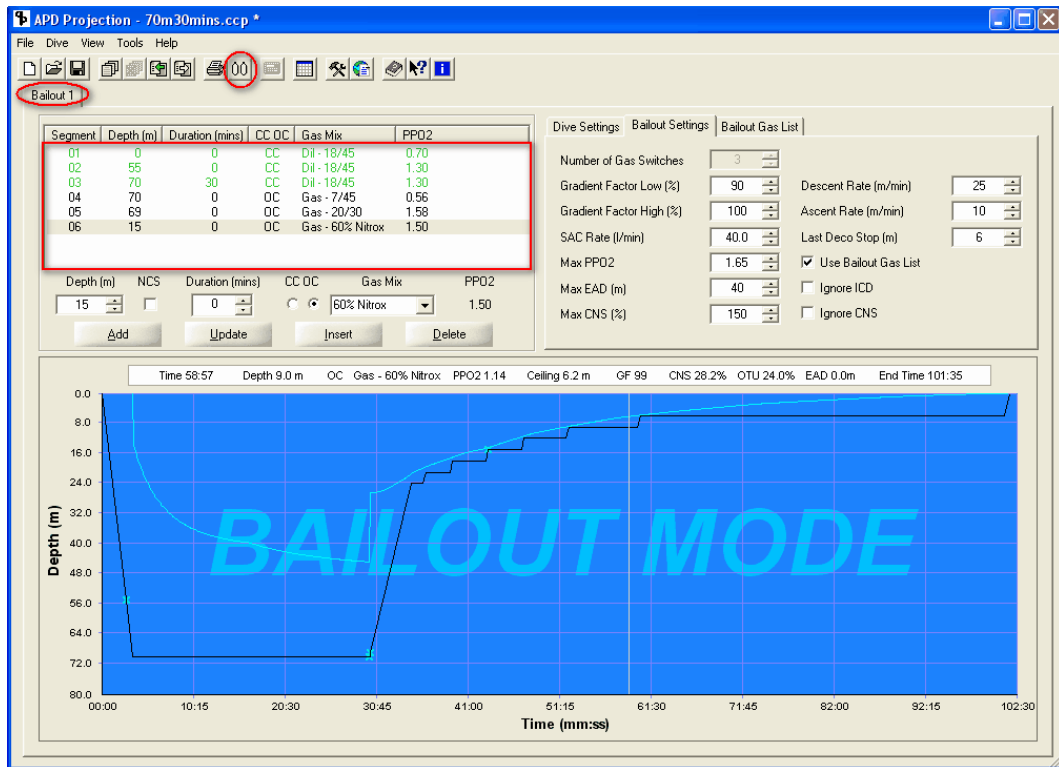 APD Projection - 70m30mins.ccp *
File Dive View Tools Help
Bailout 1
Segment Depth (m) Duration (mins) CC OC Gas Mix PPO2
01 0 0 CC Dil - 18/45 0.70
02 55 0 CC Dil - 18/45 1.30
03 70 30 CC Dil - 18/45 1.30
04 70 0 OC Gas - 7/45 0.56
05 69 0 OC Gas - 20/30 1.58
06 15 0 OC Gas - 60% Nitrox 1.50
Depth (m) NCS Duration (mins) CC OC Gas Mix PPO2
15 0 60% Nitrox 1.50
Add Update Insert Delete
Dive Settings Bailout Settings Bailout Gas List
Number of Gas Switches 3
Gradient Factor Low (%) 90 Descent Rate (m/min) 25
Gradient Factor High (%) 100 Ascent Rate (m/min) 10
SAC Rate (l/min) 40.0 Last Deco Stop (m) 6
Max PPO2 1.65 Use Bailout Gas List
Max EAD (m) 40 Ignore ICD
Max CNS (%) 150 Ignore CNS
Time 58:57 Depth 9.0 m OC Gas - 60% Nitrox PPO2 1.14 Ceiling 6.2 m GF 99 CNS 28.2% OTU 24.0% EAD 0.0m End Time 101:35
0.0
8.0
16.0
24.0
32.0
40.0
48.0
56.0
64.0
72.0
80.0
Depth (m)
BAILOUT MODE
00:00 10:15 20:30 30:45 41:00 51:15 61:30 71:45 82:00 92:15 102:30
Time (mm:ss)